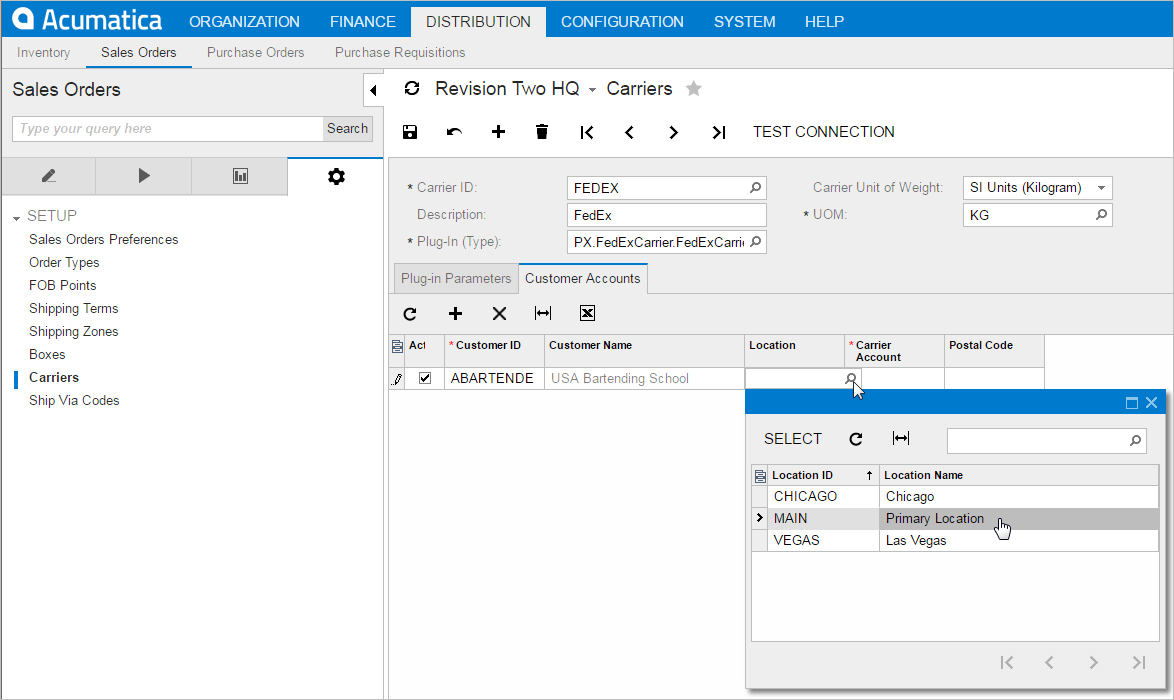 Acumatica ORGANIZATION FINANCE DISTRIBUTION CONFIGURATION SYSTEM HELP
Inventory Sales Orders Purchase Orders Purchase Requisitions
Sales Orders
Type your query here Search
SETUP
Sales Orders Preferences
Order Types
FOB Points
Shipping Terms
Shipping Zones
Boxes
Carriers
Ship Via Codes
Revision Two HQ Carriers
TEST CONNECTION
* Carrier ID: FEDEX Carrier Unit of Weight: SI Units (Kilogram)
Description: FedEx * UOM: KG
* Plug-In (Type): PX.FedExCarrier.FedExCarrie
Plug-in Parameters Customer Accounts
Act * Customer ID Customer Name Location * Carrier Account Postal Code
ABARTENDE USA Bartending School
SELECT
Location ID Location Name
CHICAGO Chicago
MAIN Primary Location
VEGAS Las Vegas